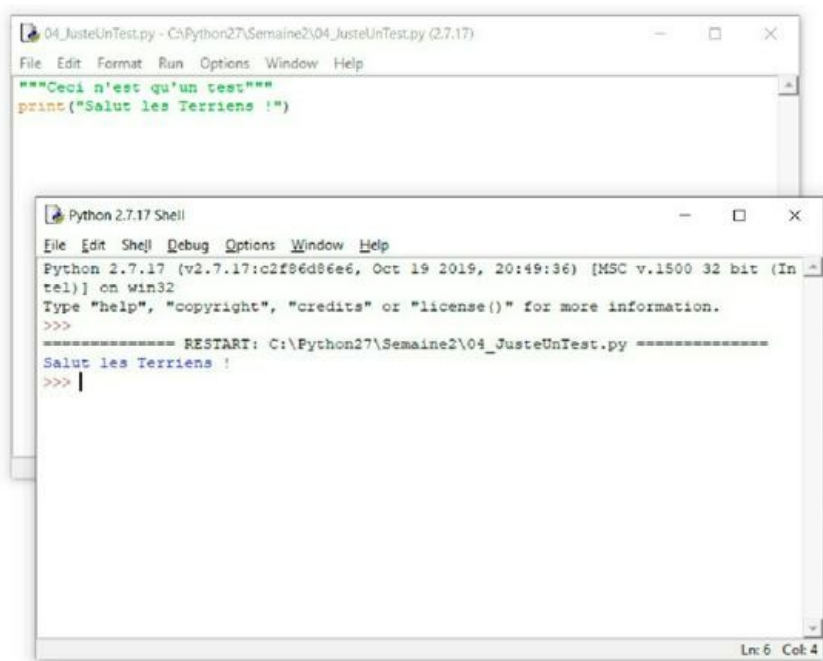 04_JusteUnTest.py - C:\Python27\Semaine2\04_JusteUnTest.py (2.7.17)
File Edit Format Run Options Window Help
"""Ceci n'est qu'un test"""
print("Salut les Terriens !")
Python 2.7.17 Shell
File Edit Shell Debug Options Window Help
Python 2.7.17 (v2.7.17:c2f86d86e6, Oct 19 2019, 20:49:36) [MSC v.1500 32 bit (In
tel)] on win32
Type "help", "copyright", "credits" or "license()" for more information.
>>>
============== RESTART: C:\Python27\Semaine2\04_JusteUnTest.py ==============
Salut les Terriens !
>>>
Ln: 6 Col: 4